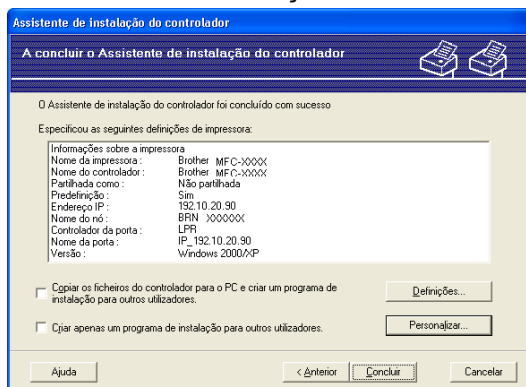 Assistente de instalação do controlador
A concluir o Assistente de instalação do controlador
O Assistente de instalação do controlador foi concluído com sucesso
Especificou as seguintes definições de impressora:
Informações sobre a impressora
Nome da impressora : Brother MFC-XXXX
Nome do controlador : Brother MFC-XXXX
Partilhada como : Não partilhada
Predefinição : Sim
Endereço IP : 192.10.20.90
Nome do nó : BRN XXXXXX
Controlador da porta : LPR
Nome da porta : IP_192.10.20.90
Versão : Windows 2000/XP
Copiar os ficheiros do controlador para o PC e criar um programa de
instalação para outros utilizadores.
Definições...
Criar apenas um programa de instalação para outros utilizadores.
Personalizar...
Ajuda
< Anterior
Concluir
Cancelar